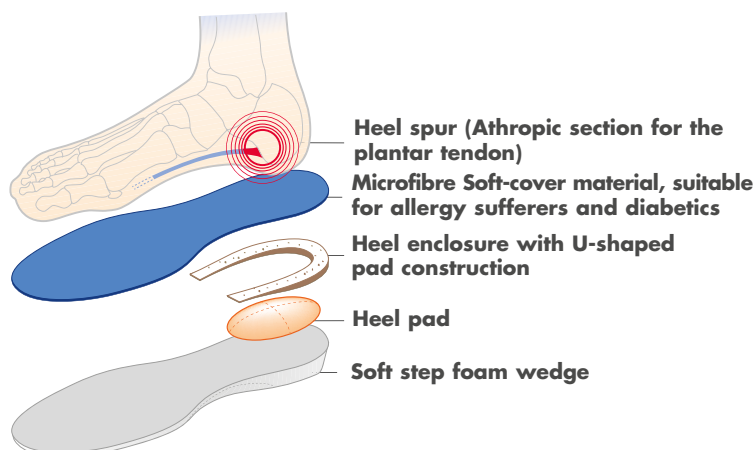 Heel spur (Athropic section for the
plantar tendon)
Microfibre Soft-cover material, suitable
for allergy sufferers and diabetics
Heel enclosure with U-shaped
pad construction
Heel pad
Soft step foam wedge